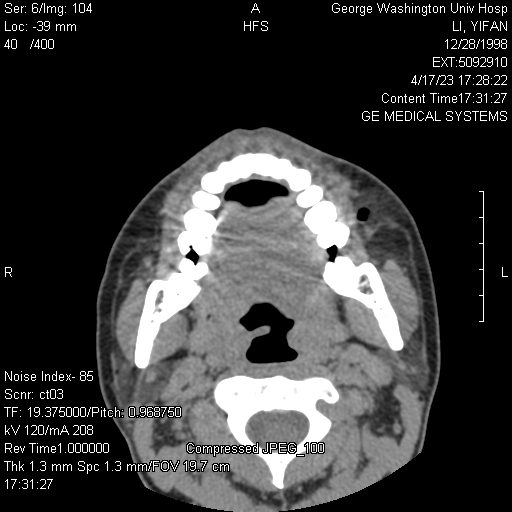 Ser: 6/Img: 104
Loc: -39 mm
40 /400
A
HFS
George Washington Univ Hosp
LI, YIFAN
12/28/1998
EXT:5092910
4/17/23 17:28:22
Content Time17:31:27
GE MEDICAL SYSTEMS
R
L
Noise Index- 85
Scnr: ct03
TF: 19.375000/Pitch: 0.968750
kV 120/mA 208
Rev Time1.000000
Compressed JPEG_100
Thk 1.3 mm Spc 1.3 mm/FOV 19.7 cm
17:31:27